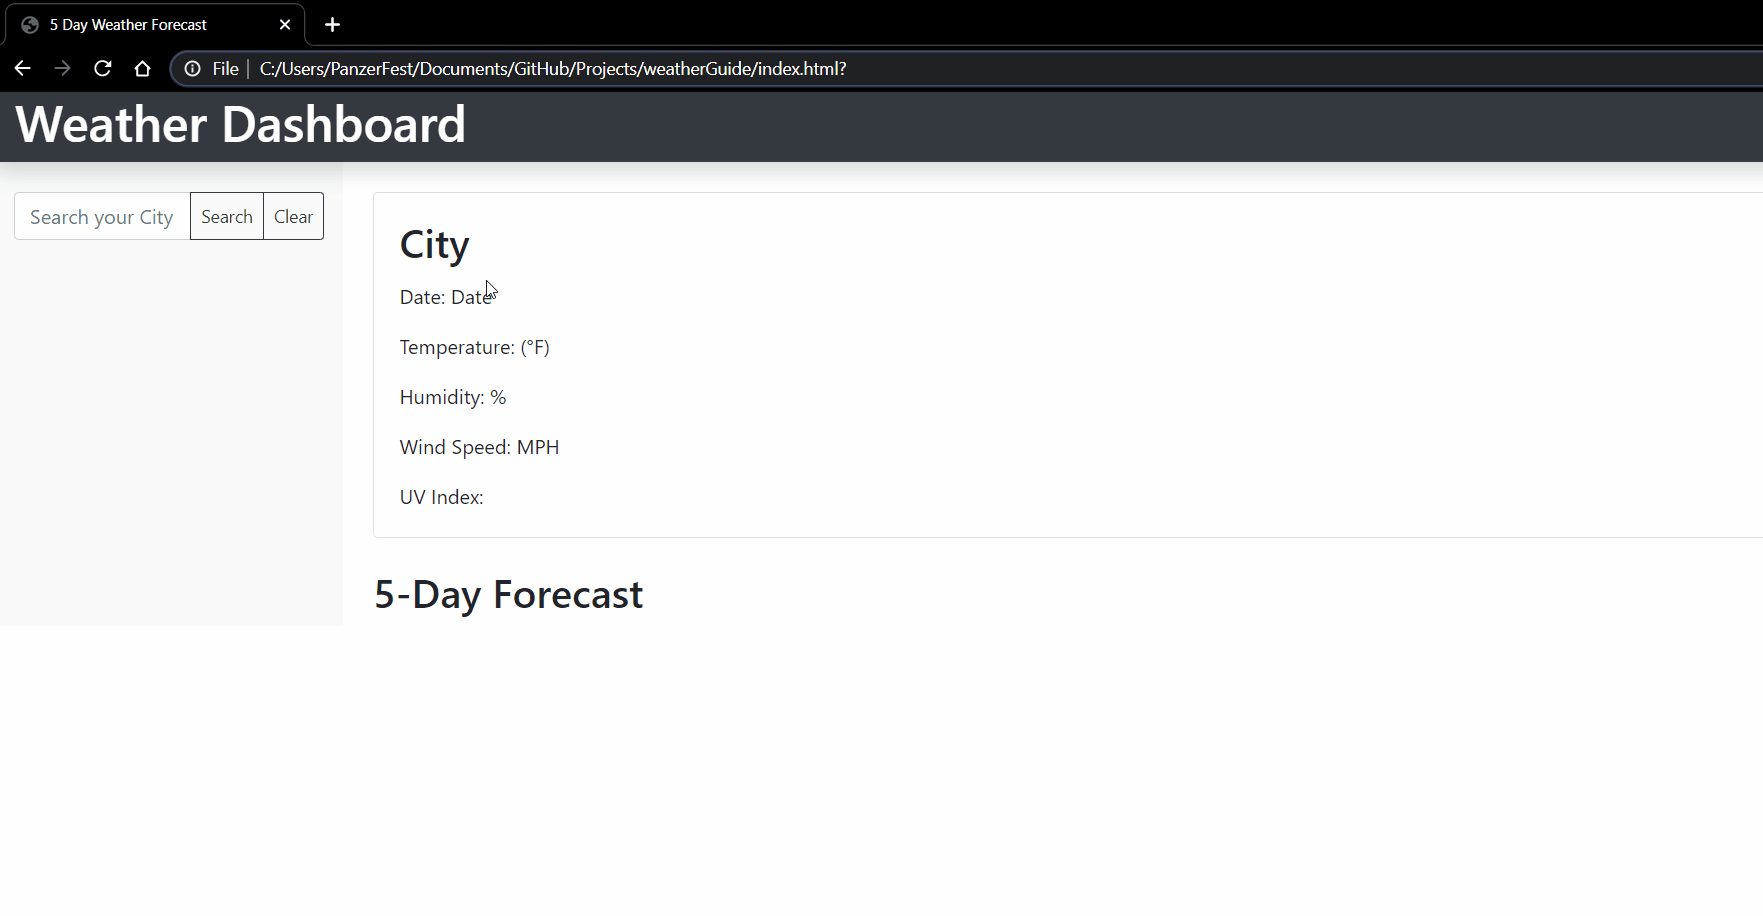 5 Day Weather Forecast
File C:/Users/PanzerFest/Documents/GitHub/Projects/weatherGuide/index.html?
Weather Dashboard
Search your City Search Clear
City
Date: Date
Temperature: (°F)
Humidity: %
Wind Speed: MPH
UV Index:
5-Day Forecast